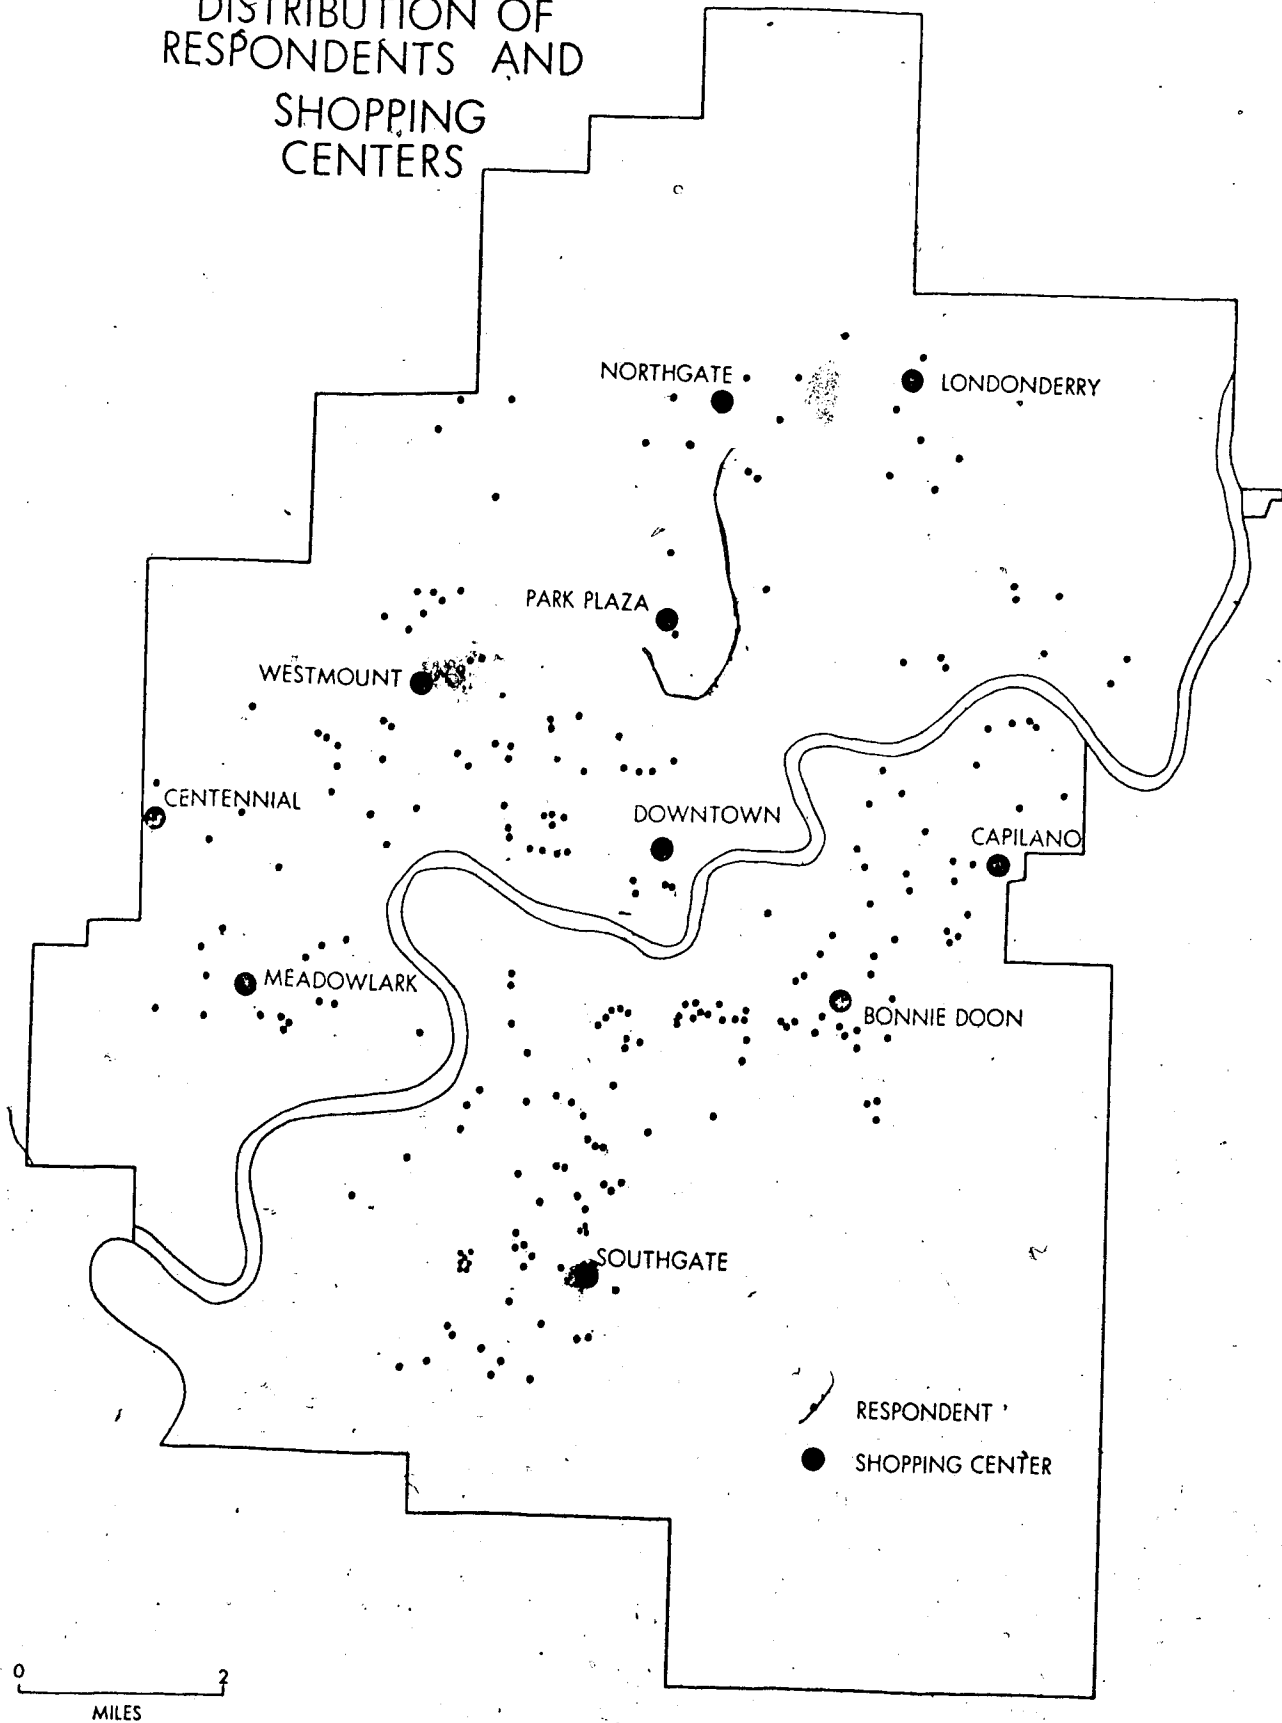 DISTRIBUTION OF
RESPONDENTS AND
SHOPPING
CENTERS
NORTHGATE
LONDONDERRY
PARK PLAZA
WESTMOUNT
CENTENNIAL
DOWNTOWN
CAPILANO
MEADOWLARK
BONNIE DOON
SOUTHGATE
RESPONDENT
SHOPPING CENTER
0 2
MILES